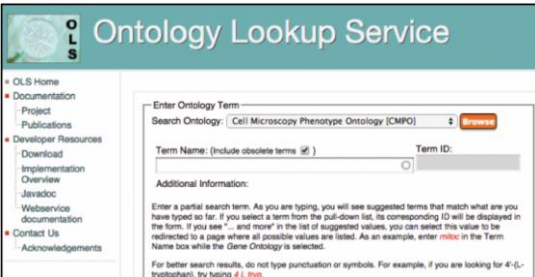 OLS
Ontology Lookup Service
OLS Home
Documentation
Project
Publications
Developer Resources
Download
Implementation
Overview
Javadoc
Webservice
documentation
Contact Us
Acknowledgements
Enter Ontology Term
Search Ontology: Cell Microscopy Phenotype Ontology [CMPO] Browse
Term Name: (Include obsolete terms ) Term ID:
Additional Information:
Enter a partial search term. As you are typing, you will see suggested terms that match what are you
have typed so far. If you select a term from the pull-down list, its corresponding ID will be displayed in
the form. If you see "... and more" in the list of suggested values, you can select this value to be
redirected to a page where all possible values are listed. As an example, enter mitoc in the Term
Name box while the Gene Ontology is selected.
For better search results, do not type punctuation or symbols. For example, if you are looking for 4'-(L-
tryptophan), try typing 4 L tryp.